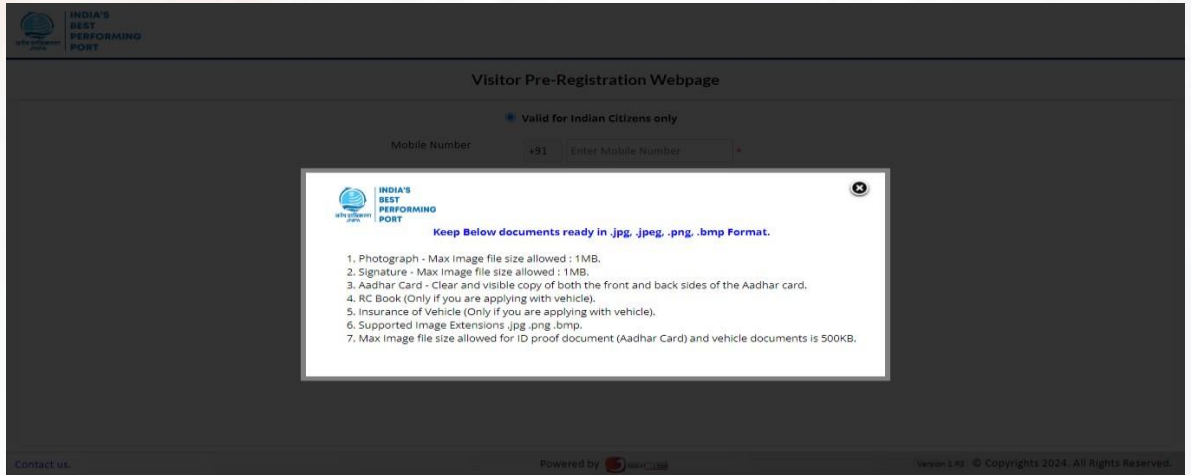 INDIA'S
BEST
PERFORMING
PORT
Visitor Pre-Registration Webpage
Valid for Indian Citizens only
Mobile Number +91 Enter Mobile Number *
INDIA'S
BEST
PERFORMING
PORT
Keep Below documents ready in .jpg, .jpeg, .png, .bmp Format.
1. Photograph - Max Image file size allowed : 1MB.
2. Signature - Max Image file size allowed : 1MB.
3. Aadhar Card - Clear and visible copy of both the front and back sides of the Aadhar card.
4. RC Book (Only if you are applying with vehicle).
5. Insurance of Vehicle (Only if you are applying with vehicle).
6. Supported Image Extensions .jpg .png .bmp.
7. Max Image file size allowed for ID proof document (Aadhar Card) and vehicle documents is 500KB.
Contact us. Powered by Version © Copyrights 2024. All Rights Reserved.